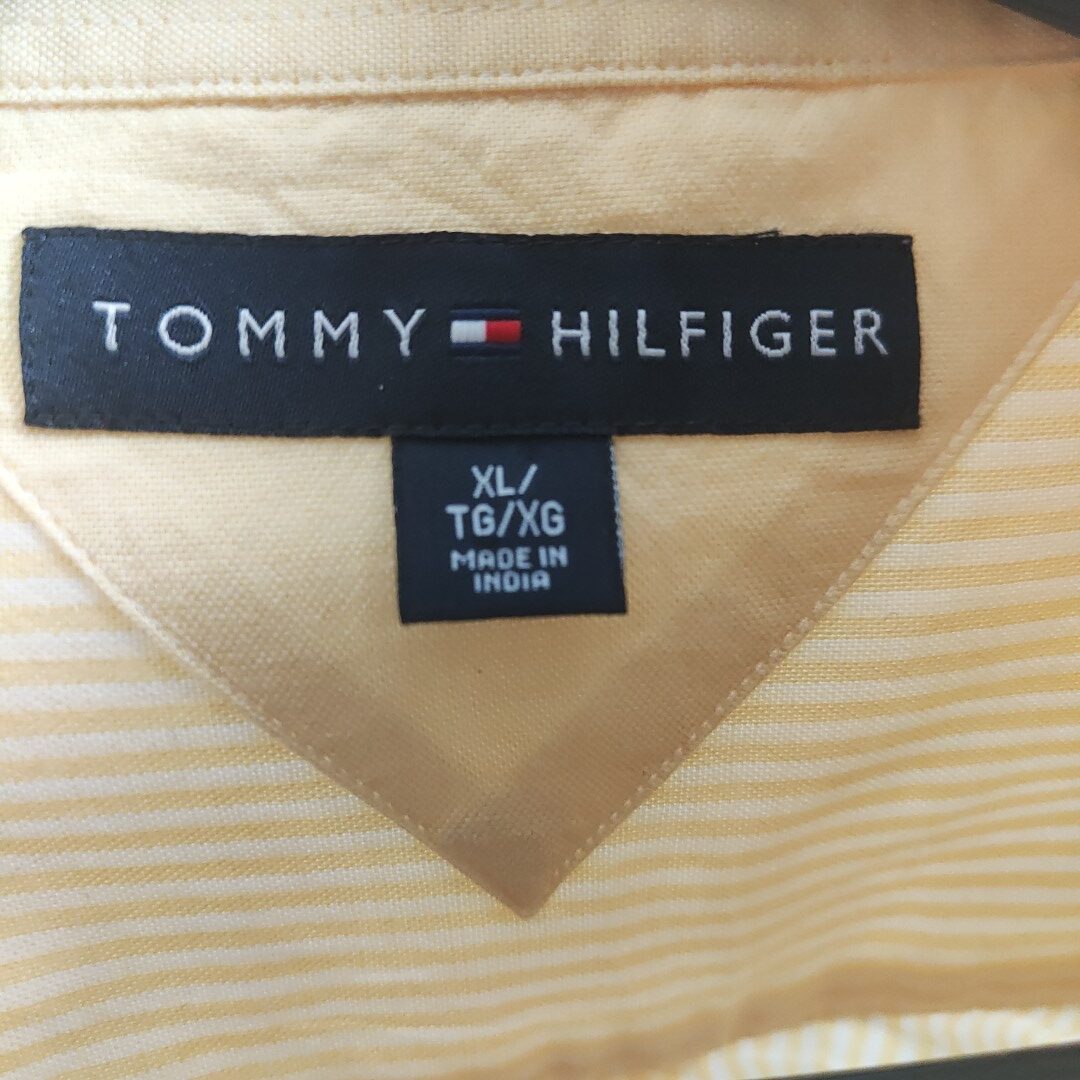 TOMMY HILFIGER
XL/
TG/XG
MADE IN
INDIA